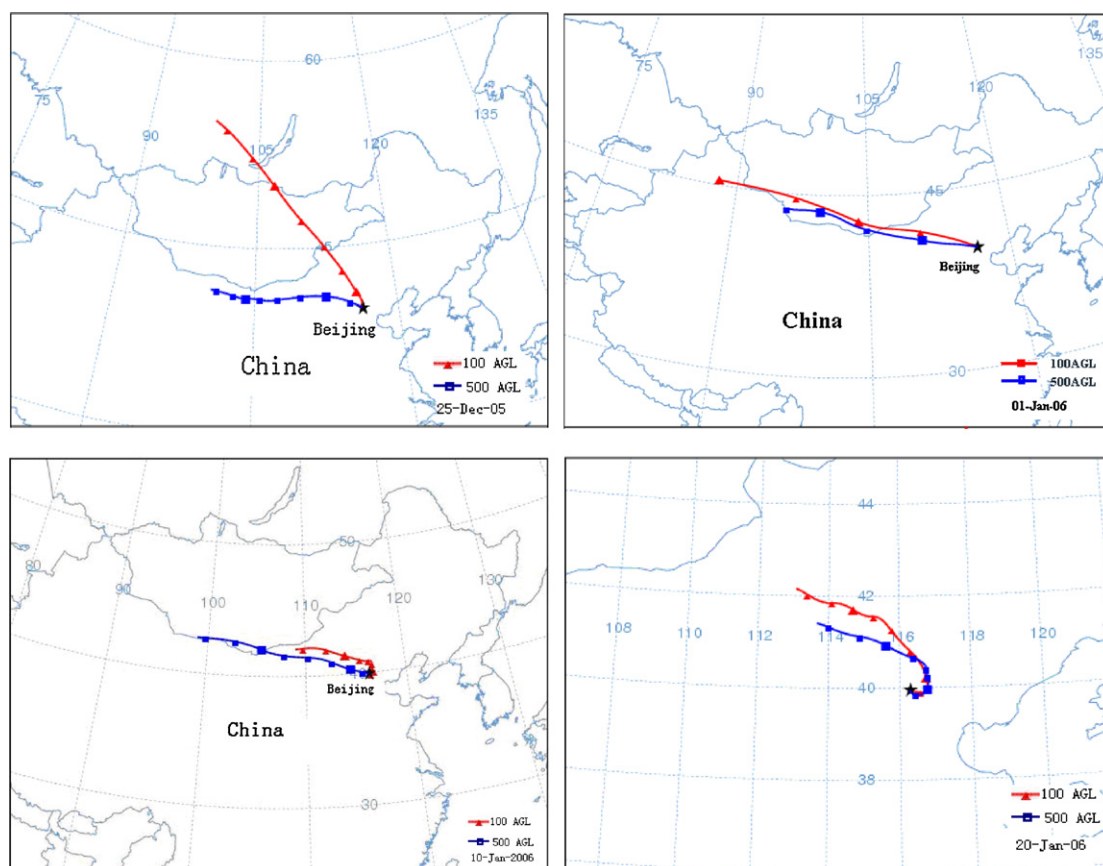 60
75
90
105
120
135
45
Beijing
China
100 AGL
500 AGL
25-Dec-05
75
90
105
120
135
45
Beijing
China
30
100AGL
500AGL
01-Jan-06
80
90
100
110
50
120
130
Beijing
China
30
100 AGL
500 AGL
10-Jan-2006
44
42
108
110
112
114
116
118
120
40
38
100 AGL
500 AGL
20-Jan-06